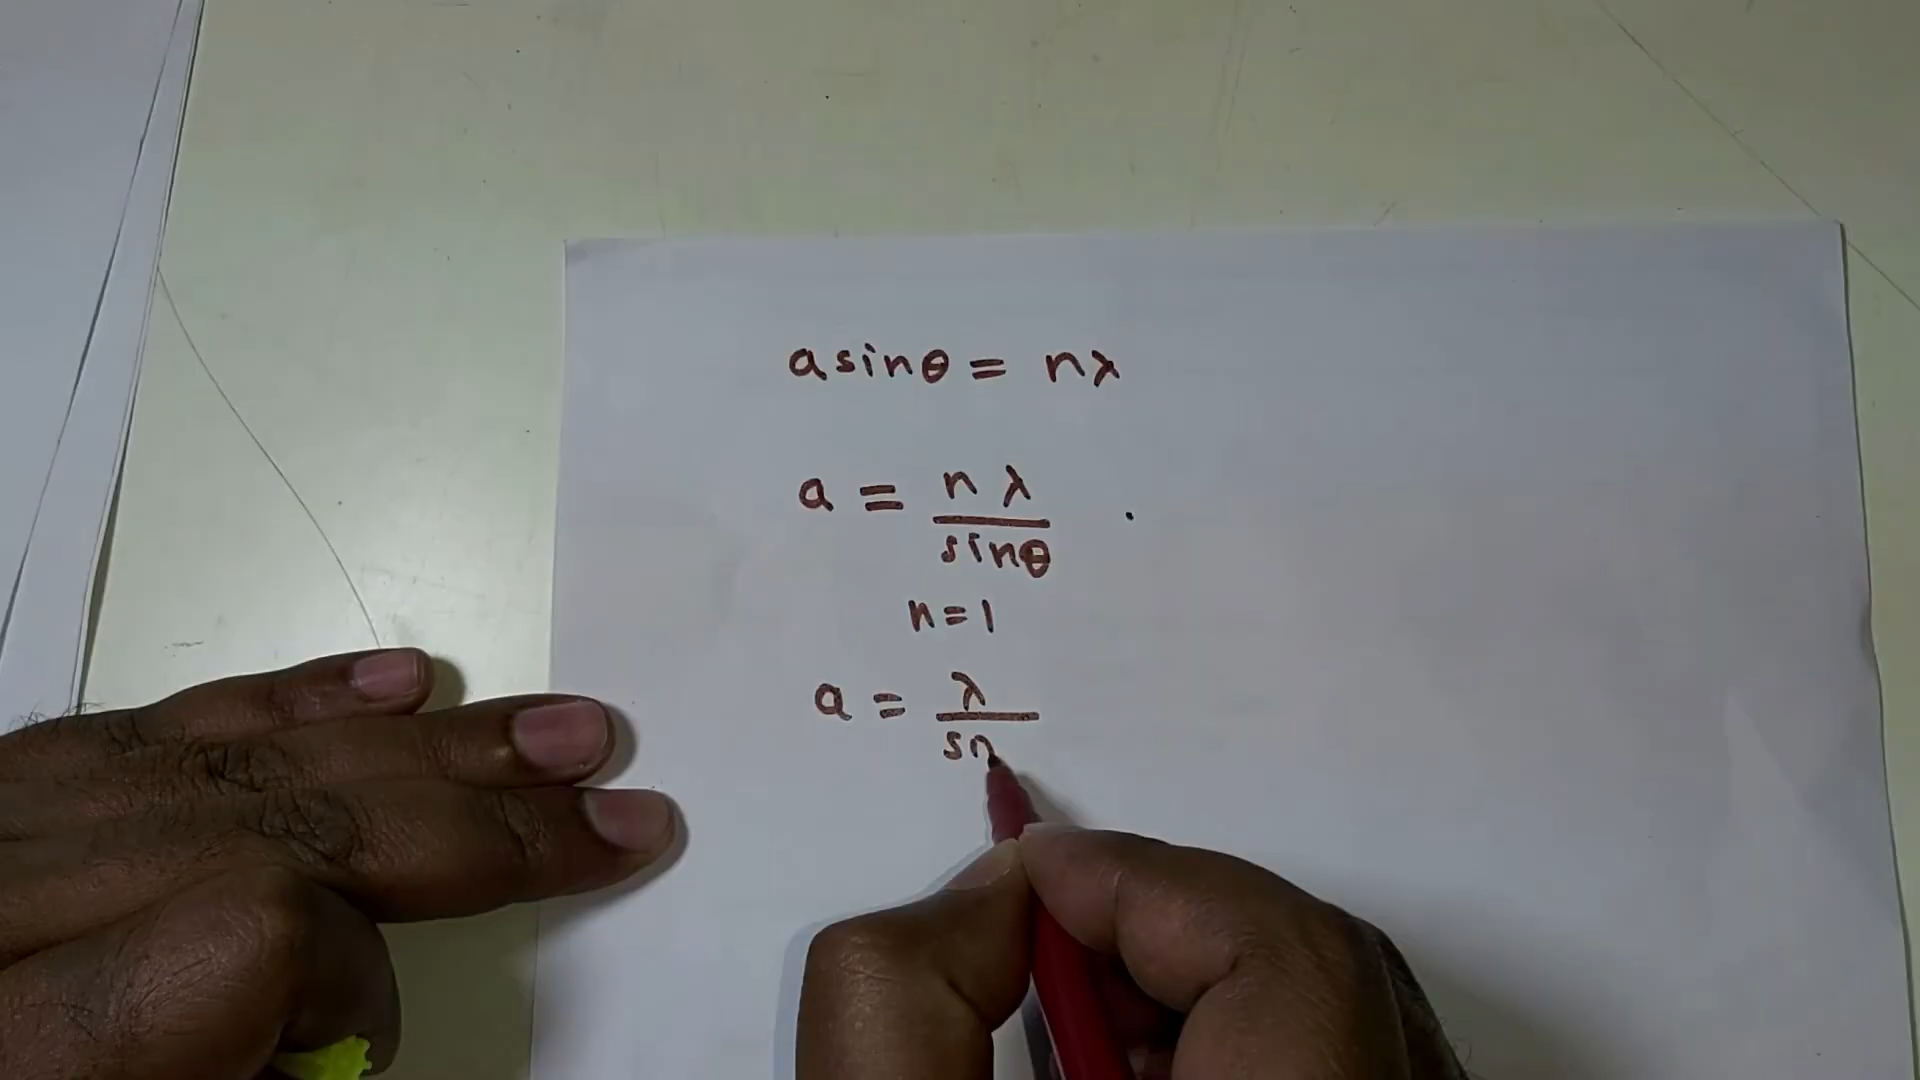 a sinθ = nλ
a = nλ / sinθ
n = 1
a = λ / sn